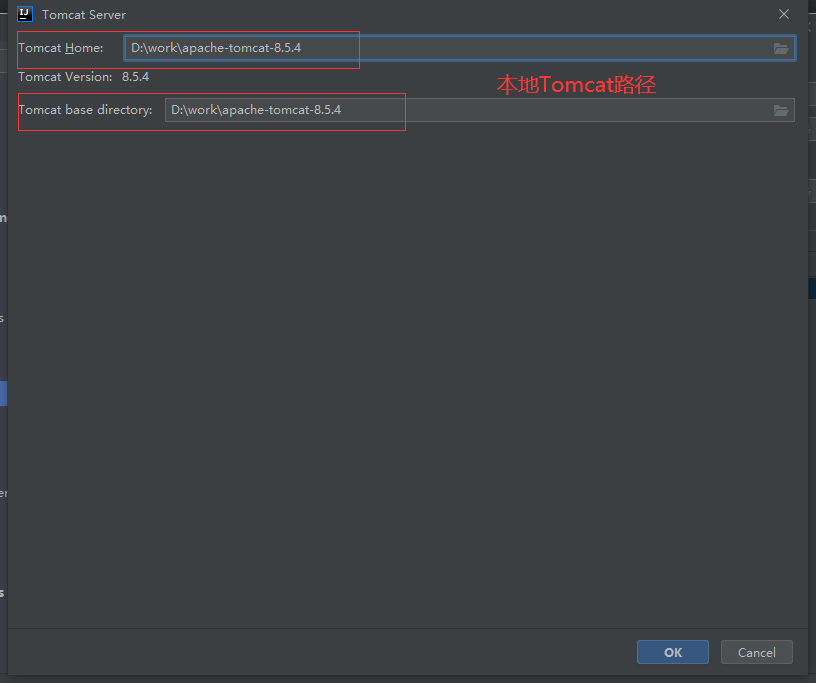 Tomcat Server
Tomcat Home: D:\work\apache-tomcat-8.5.4
Tomcat Version: 8.5.4
本地Tomcat路径
Tomcat base directory: D:\work\apache-tomcat-8.5.4
OK Cancel